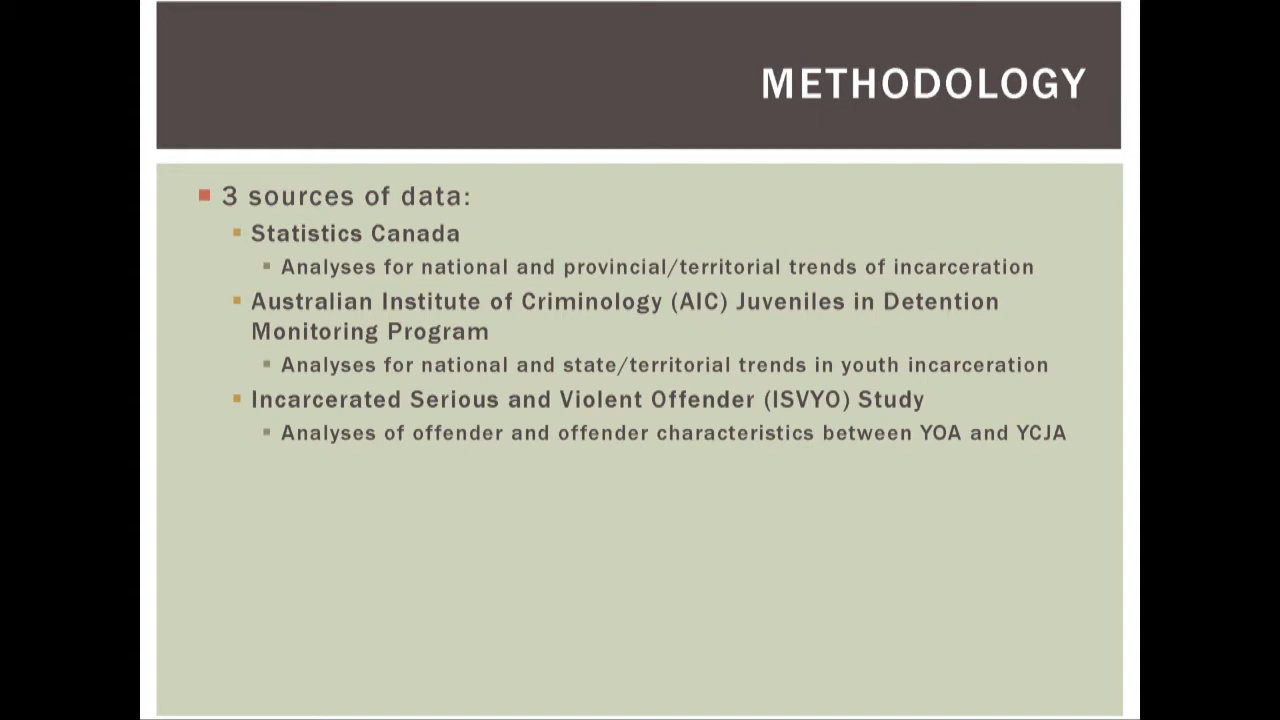 METHODOLOGY
3 sources of data:
Statistics Canada
Analyses for national and provincial/territorial trends of incarceration
Australian Institute of Criminology (AIC) Juveniles in Detention
Monitoring Program
Analyses for national and state/territorial trends in youth incarceration
Incarcerated Serious and Violent Offender (ISVYO) Study
Analyses of offender and offender characteristics between YOA and YCJA